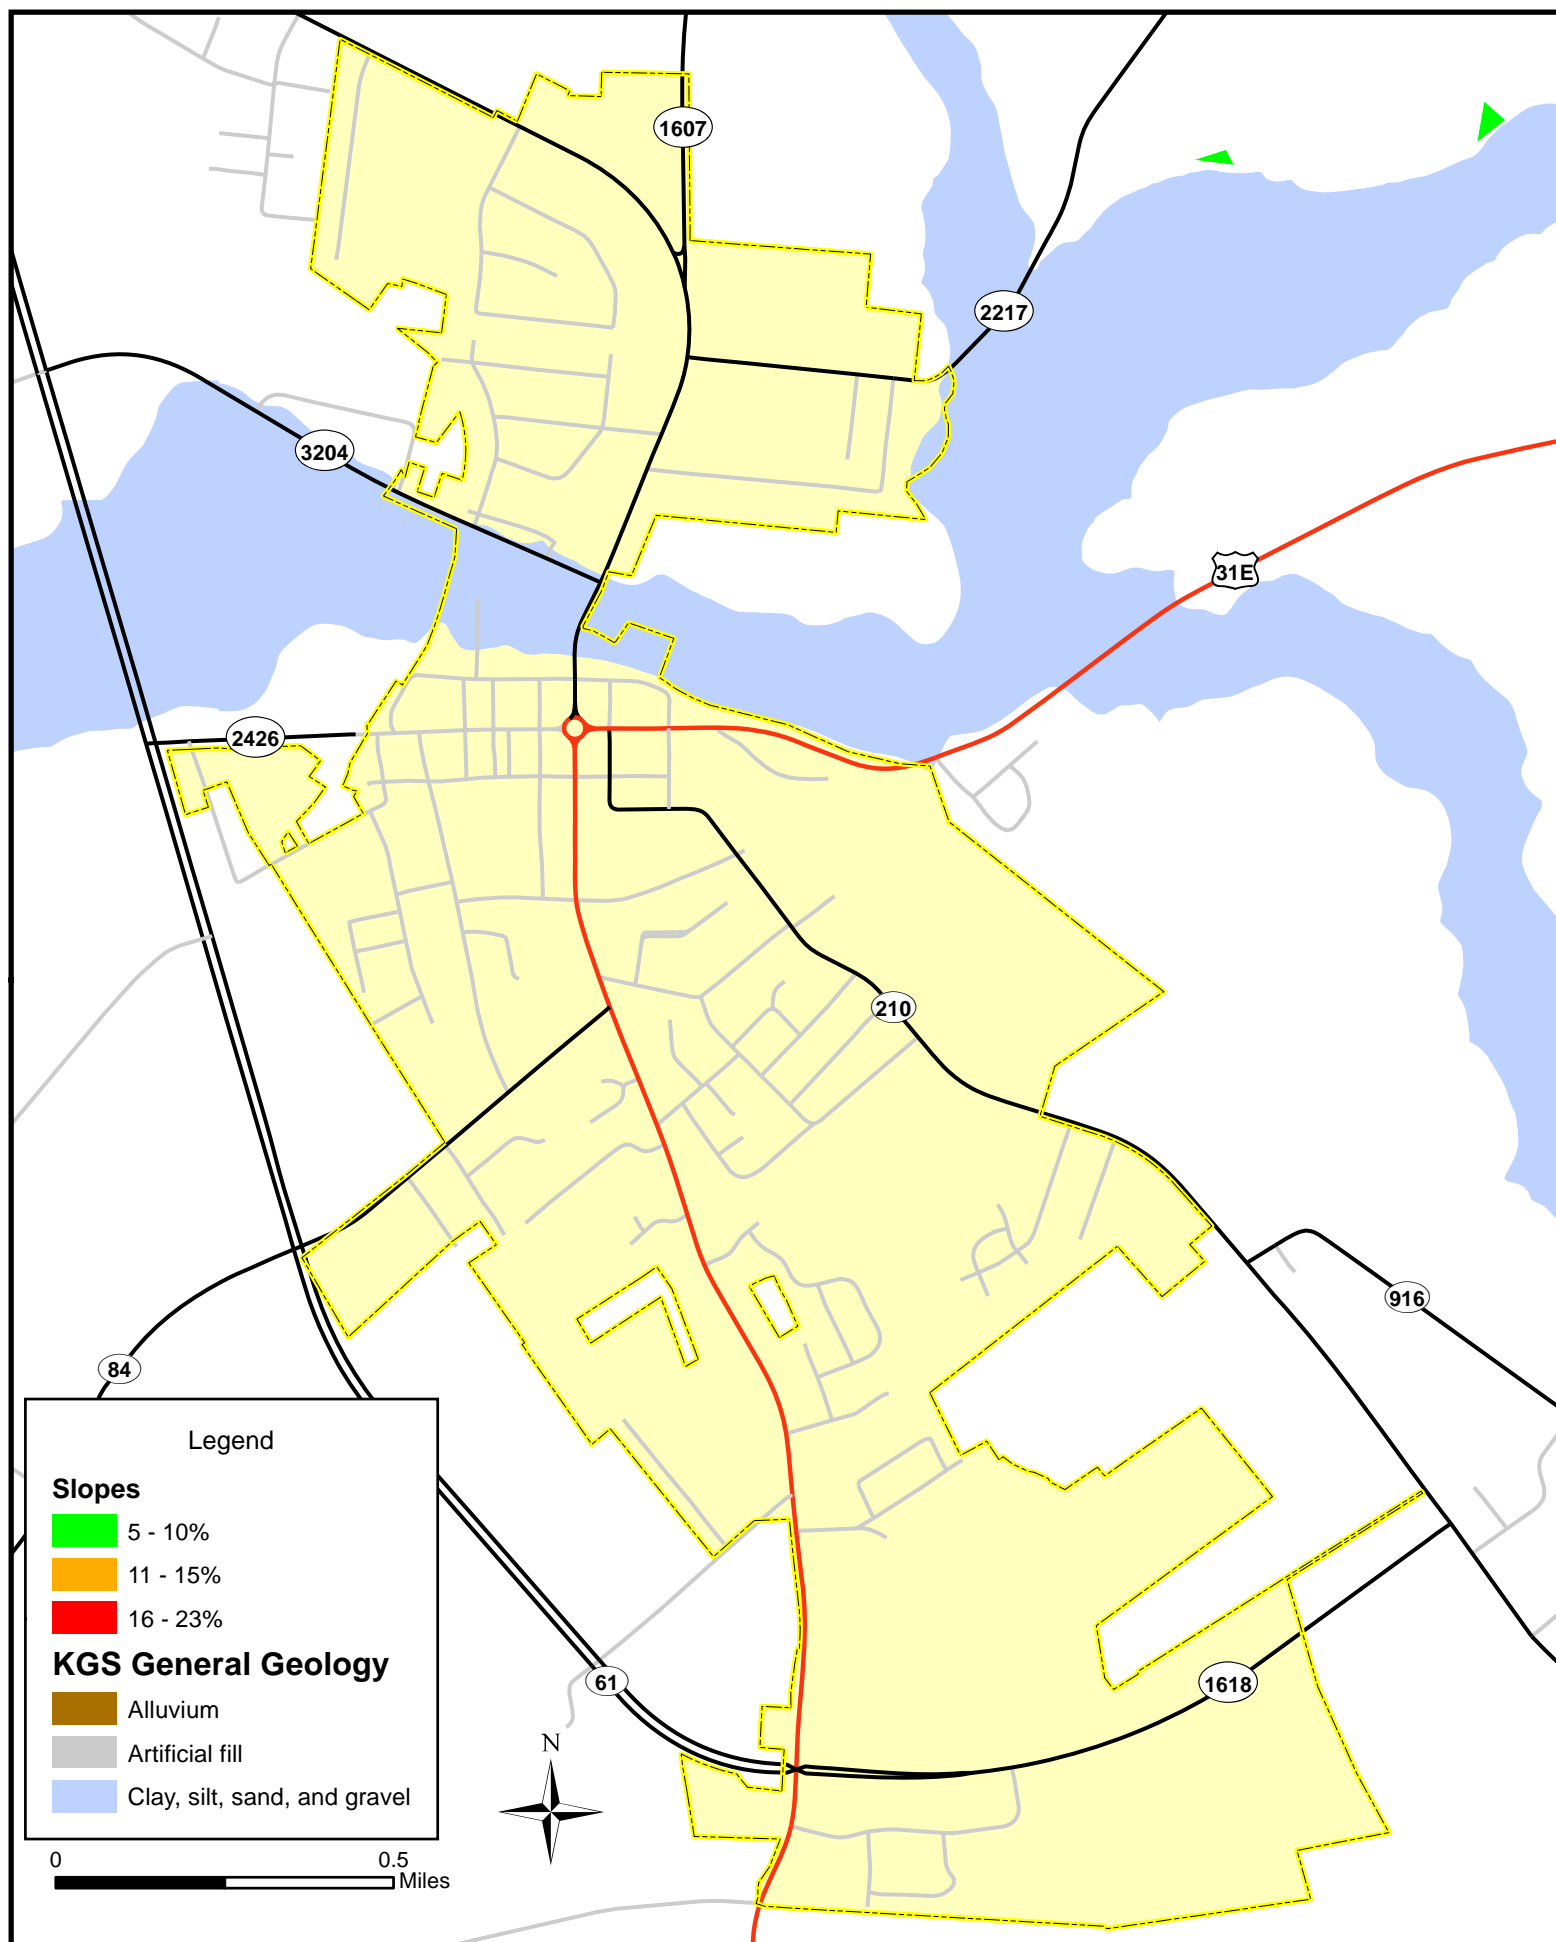 1607
2217
3204
31E
2426
210
916
84
Legend
Slopes
5 - 10%
11 - 15%
16 - 23%
KGS General Geology
Alluvium
Artificial fill
Clay, silt, sand, and gravel
61
1618
N
0 0.5
Miles